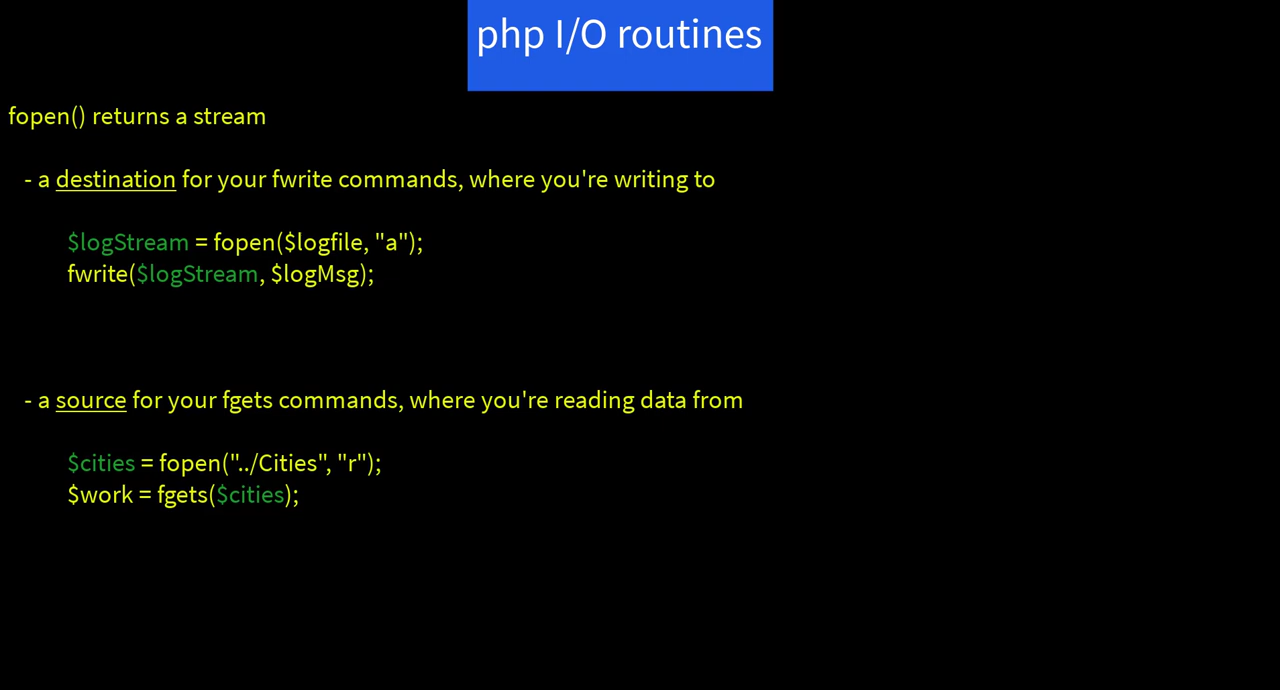 php I/O routines
fopen() returns a stream
- a destination for your fwrite commands, where you're writing to
$logStream = fopen($logfile, "a");
fwrite($logStream, $logMsg);
- a source for your fgets commands, where you're reading data from
$cities = fopen("../Cities", "r");
$work = fgets($cities);